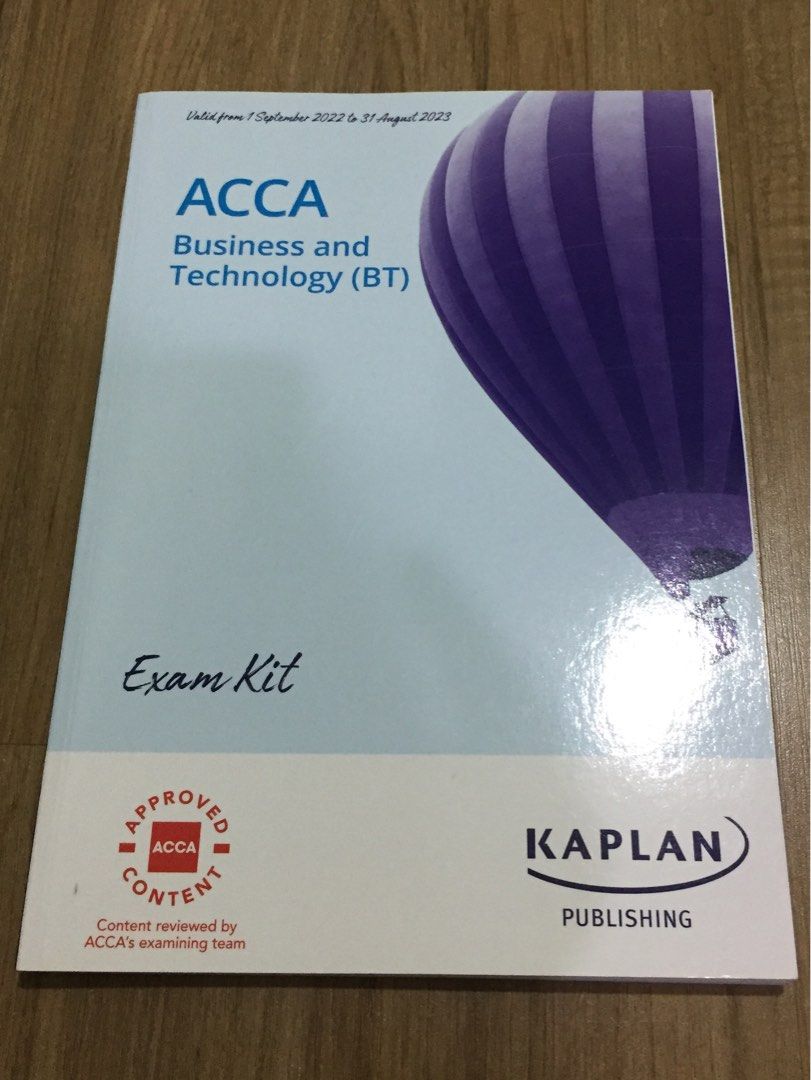 Valid from 1 September 2022 to 31 August 2023
ACCA
Business and
Technology (BT)
Exam Kit
APPROVED
ACCA
CONTENT
Content reviewed by
ACCA's examining team
KAPLAN
PUBLISHING